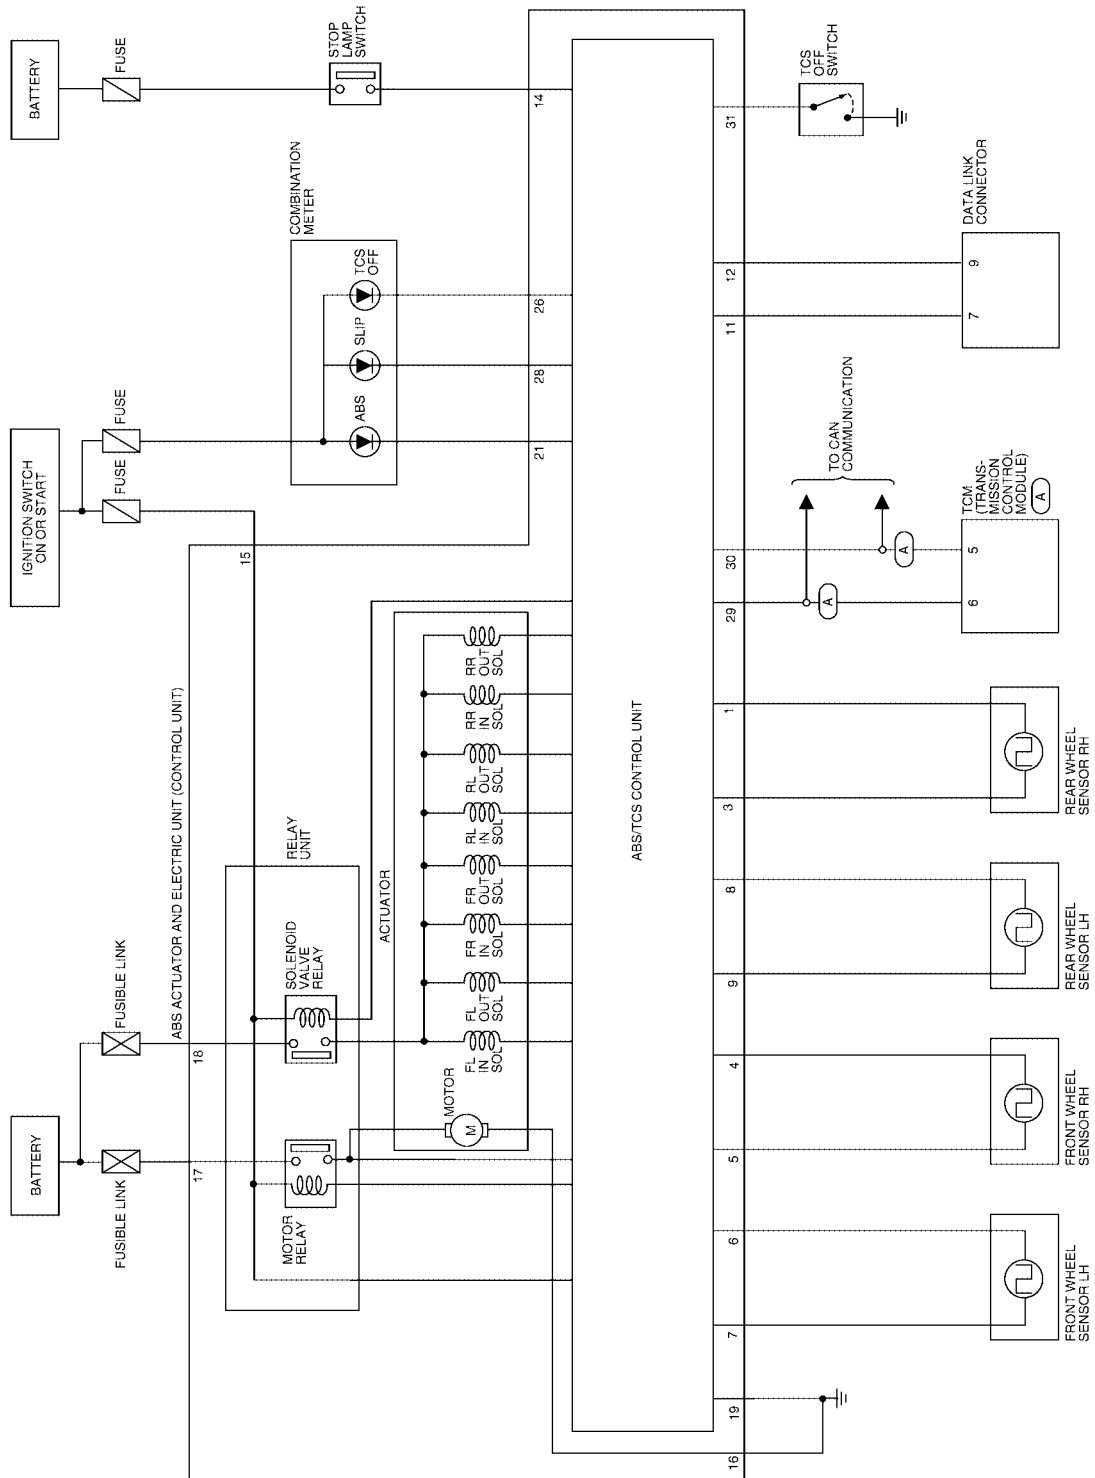 BATTERY
FUSE
STOP
LAMP
SWITCH
14
IGNITION SWITCH
ON OR START
FUSE
FUSE
COMBINATION
METER
ABS
SLIP
TCS
OFF
21
28
26
15
BATTERY
FUSIBLE LINK
FUSIBLE LINK
17
18
ABS ACTUATOR AND ELECTRIC UNIT (CONTROL UNIT)
RELAY
UNIT
MOTOR
RELAY
SOLENOID
VALVE
RELAY
ACTUATOR
MOTOR
M
FL
IN
SOL
FL
OUT
SOL
FR
IN
SOL
FR
OUT
SOL
RL
IN
SOL
RL
OUT
SOL
RR
IN
SOL
RR
OUT
SOL
ABS/TCS CONTROL UNIT
16
19
7
6
5
4
9
8
3
1
29
30
11
12
31
FRONT WHEEL
SENSOR LH
FRONT WHEEL
SENSOR RH
REAR WHEEL
SENSOR LH
REAR WHEEL
SENSOR RH
TO CAN
COMMUNICATION
A
A
6
5
TCM
(TRANS-
MISSION
CONTROL
MODULE)
A
7
9
DATA LINK
CONNECTOR
TCS
OFF
SWITCH